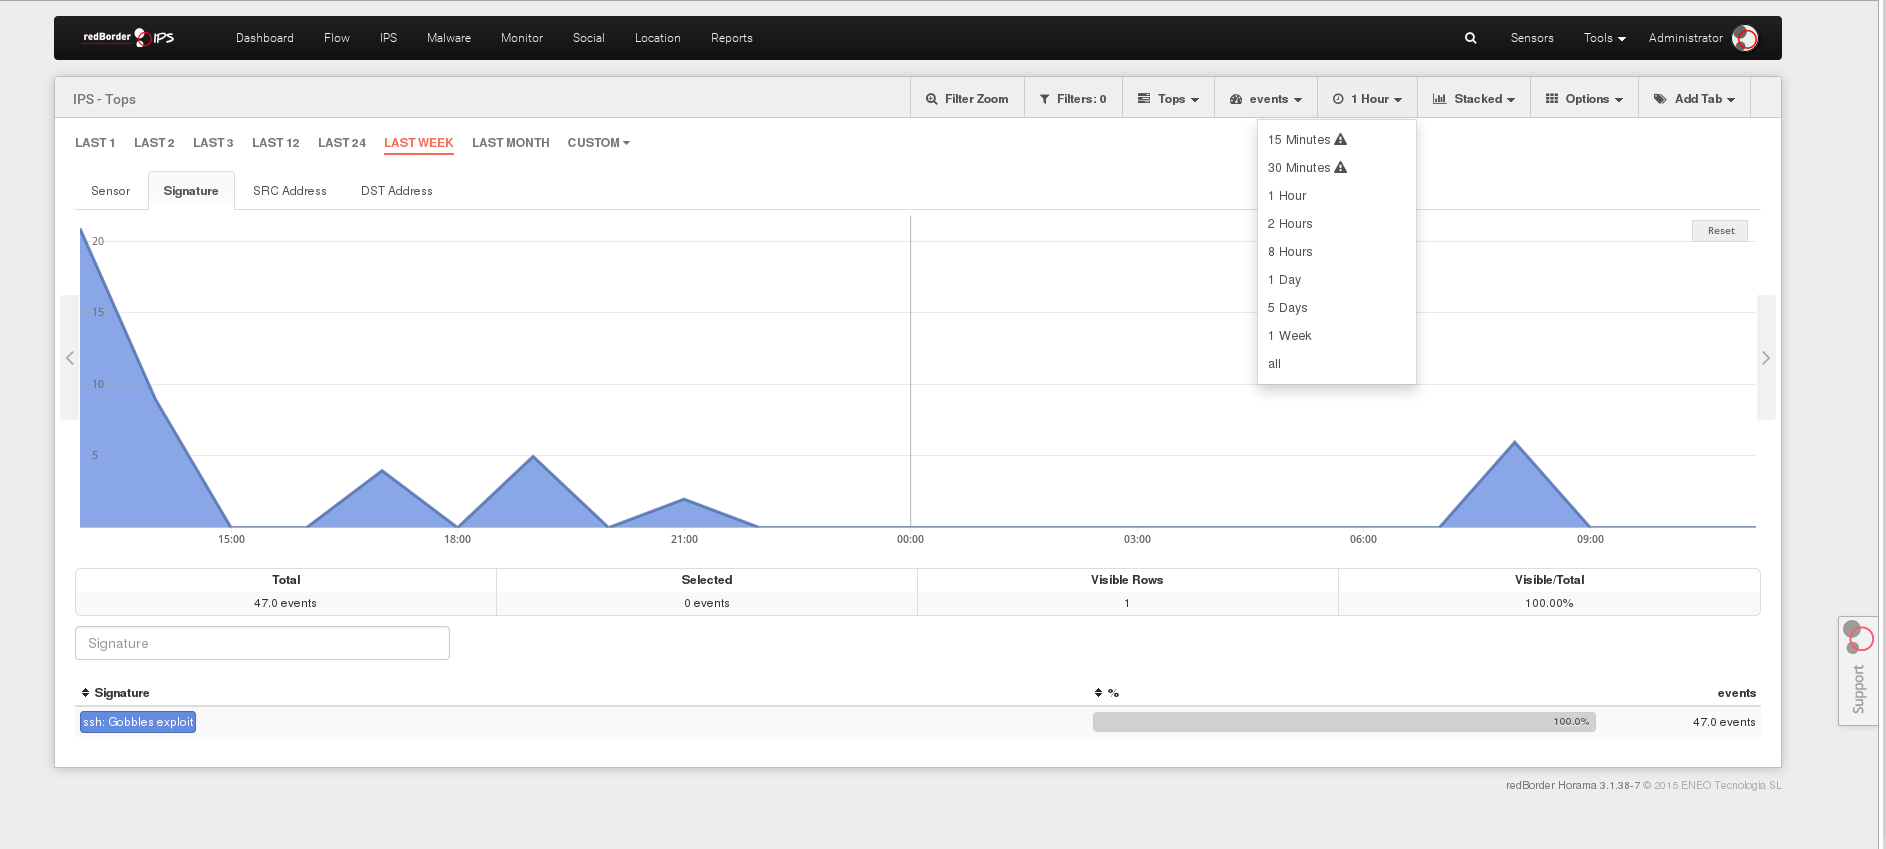 redBorder IPS Dashboard Flow IPS Malware Monitor Social Location Reports Sensors Tools Administrator
IPS - Tops Filter Zoom Filters: 0 Tops events 1 Hour Stacked Options Add Tab
LAST 1 LAST 2 LAST 3 LAST 12 LAST 24 LAST WEEK LAST MONTH CUSTOM
15 Minutes
30 Minutes
1 Hour
2 Hours
8 Hours
1 Day
5 Days
1 Week
all
Sensor Signature SRC Address DST Address
Reset
20
15
10
5
15:00 18:00 21:00 00:00 03:00 06:00 09:00
Total Selected Visible Rows Visible/Total
47.0 events 0 events 1 100.00%
Signature
Signature % events
ssh: Gobbles exploit 100.0% 47.0 events
Support
redBorder Horama 3.1.38-7 © 2015 ENEO Tecnologia SL